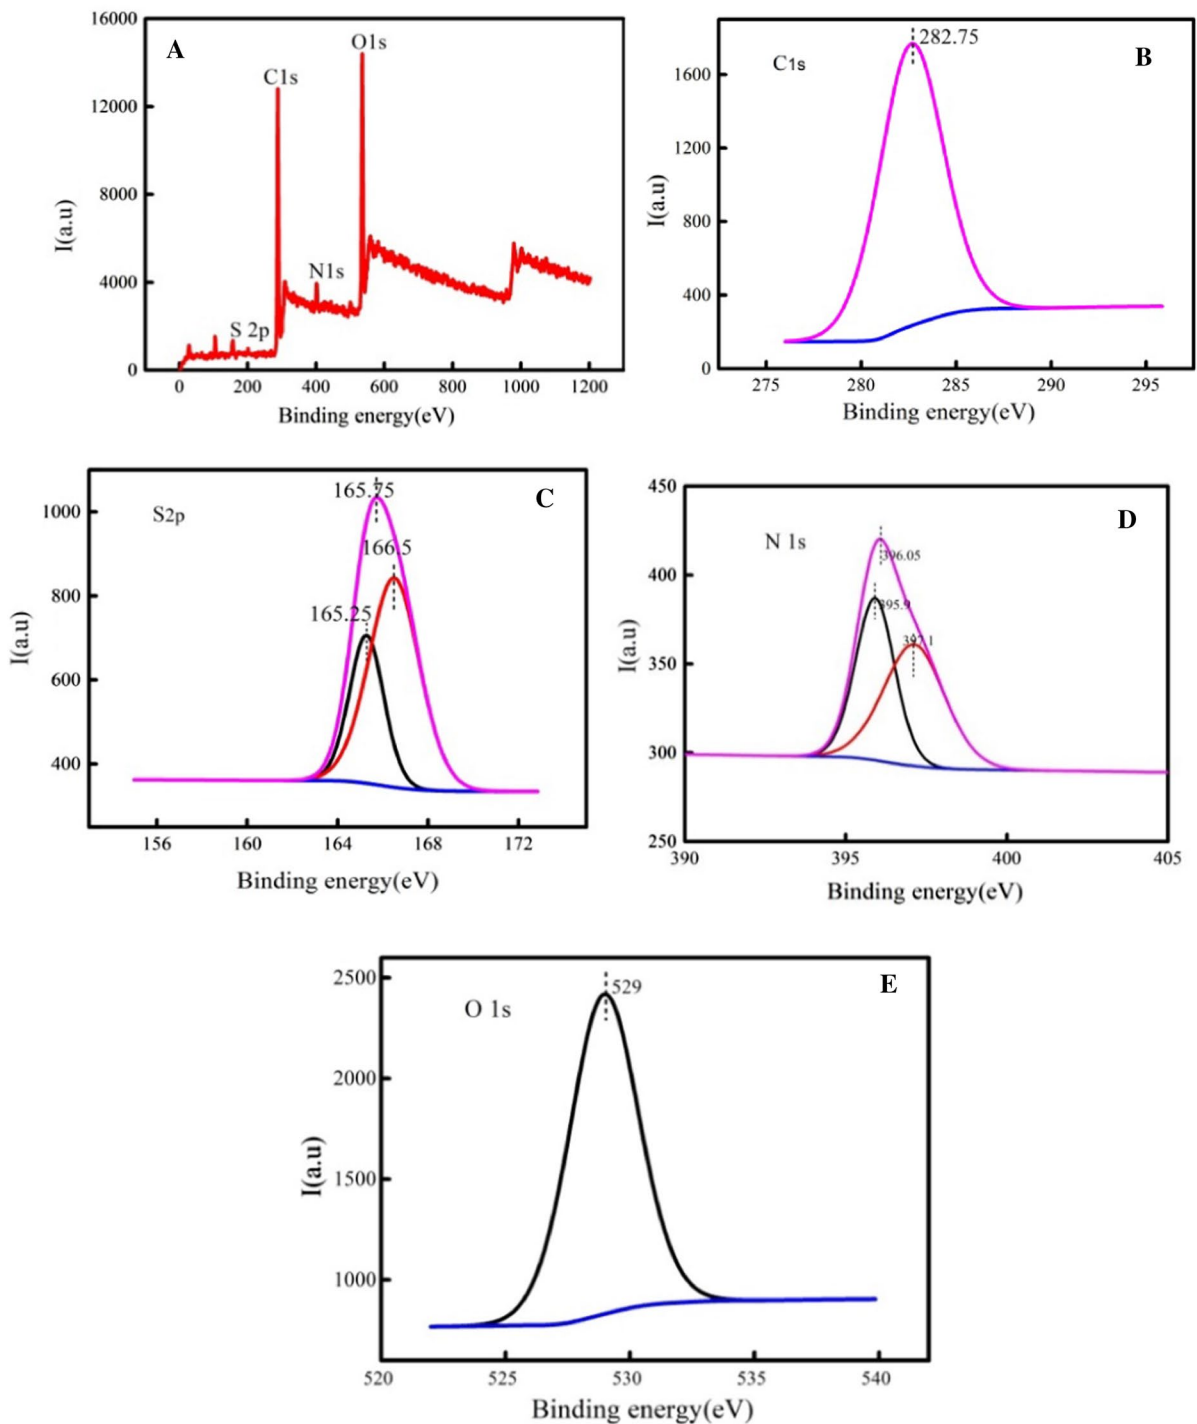 A
16000
12000
8000
4000
0
I(a.u)
C1s
O1s
N1s
S 2p
0 200 400 600 800 1000 1200
Binding energy(eV)
B
C1s
282.75
1600
1200
800
400
0
I(a.u)
275 280 285 290 295
Binding energy(eV)
C
S2p
165.75
166.5
165.25
1000
800
600
400
I(a.u)
156 160 164 168 172
Binding energy(eV)
D
N 1s
396.05
395.9
397.1
450
400
350
300
250
I(a.u)
390 395 400 405
Binding energy(eV)
E
O 1s
529
2500
2000
1500
1000
I(a.u)
520 525 530 535 540
Binding energy(eV)